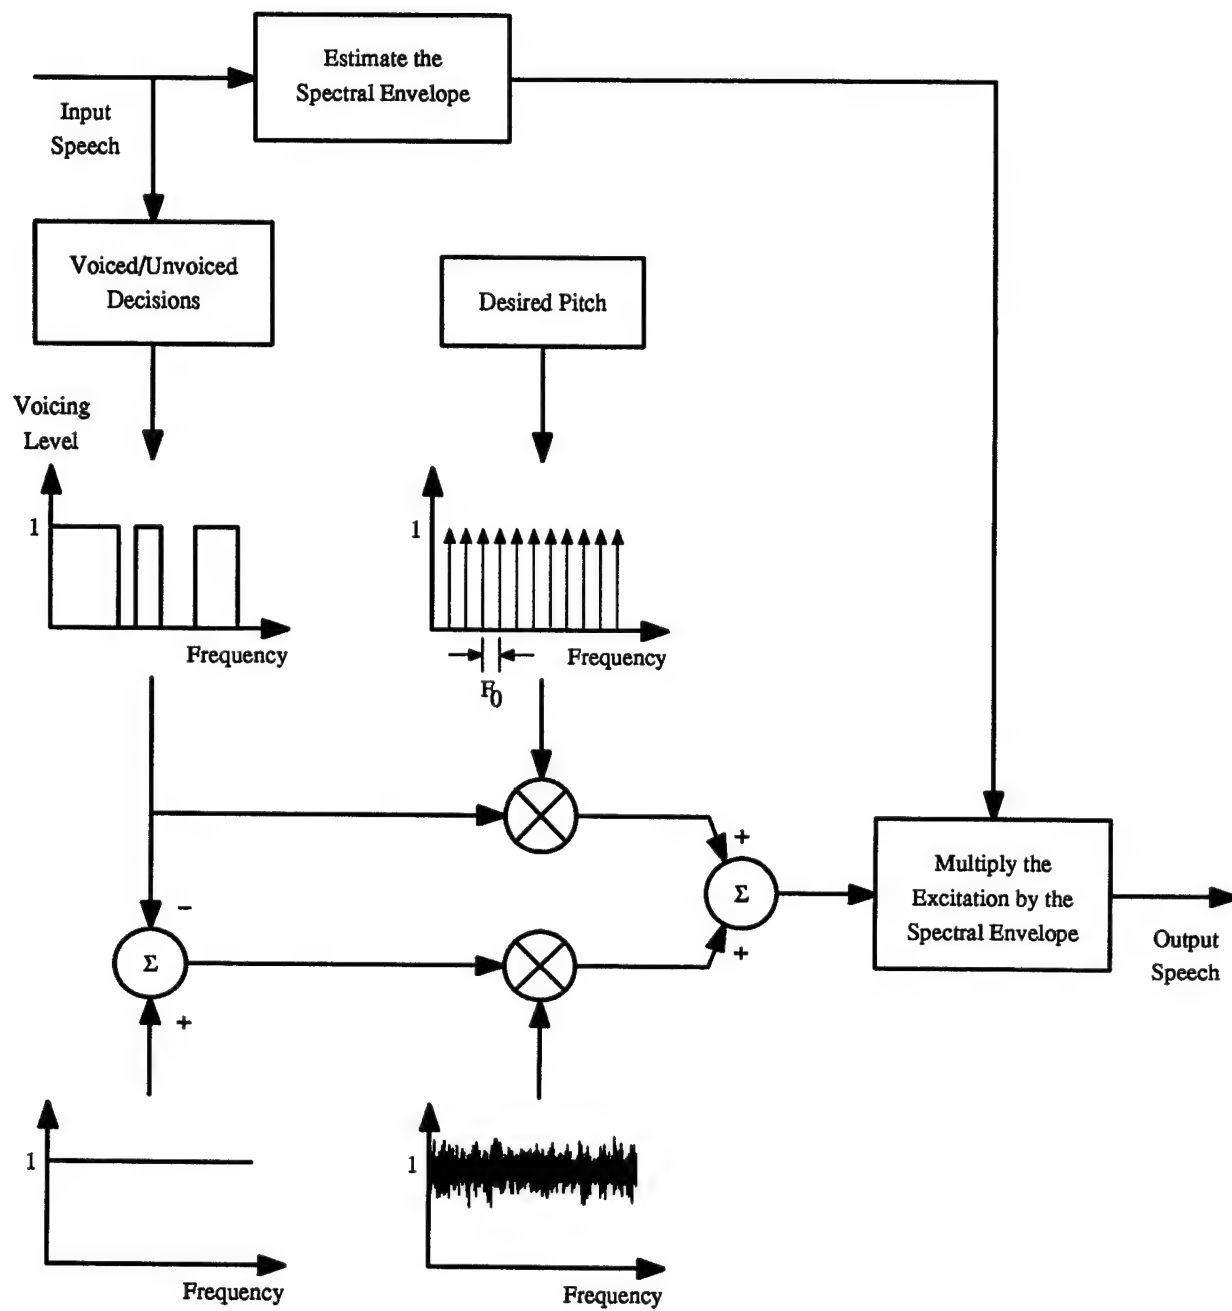 Estimate the
Spectral Envelope
Input
Speech
Voiced/Unvoiced
Decisions
Desired Pitch
Voicing
Level
1
Frequency
1
Frequency
F0
+
Σ
Multiply the
Excitation by the
Spectral Envelope
Output
Speech
−
Σ
+
+
1
Frequency
1
Frequency